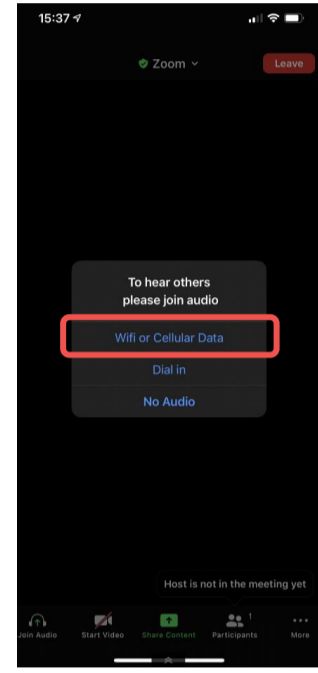 15:37
Zoom
Leave
To hear others
please join audio
Wifi or Cellular Data
Dial in
No Audio
Host is not in the meeting yet
1
Join Audio
Start Video
Share Content
Participants
More